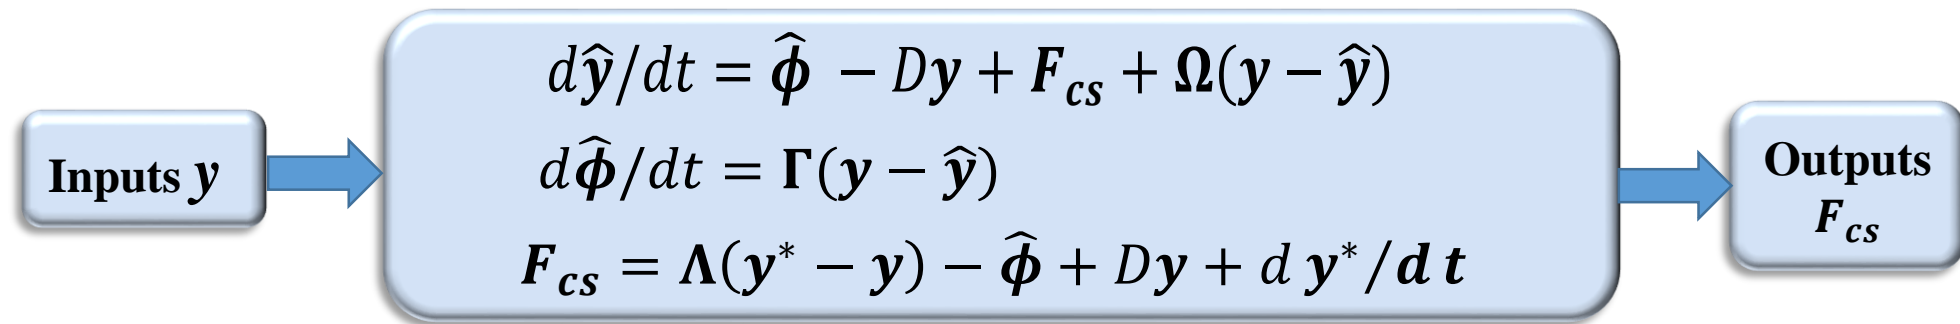 Inputs y
dŷ/dt = ϕ̂ − Dy + F_cs + Ω(y − ŷ)
dϕ̂/dt = Γ(y − ŷ)
F_cs = Λ(y* − y) − ϕ̂ + Dy + d y*/d t
Outputs
F_cs